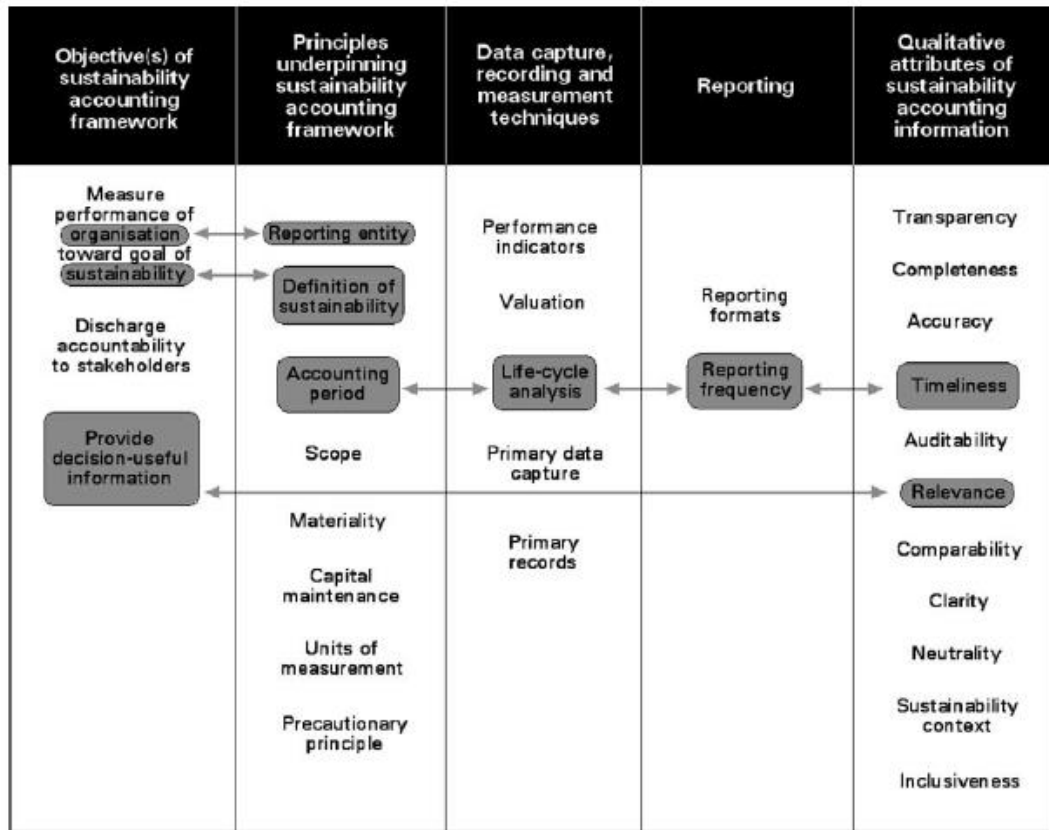 Objective(s) of
sustainability
accounting
framework
Principles
underpinning
sustainability
accounting
framework
Data capture,
recording and
measurement
techniques
Reporting
Qualitative
attributes of
sustainability
accounting
information
Measure
performance of
organisation
toward goal of
sustainability
Discharge
accountability
to stakeholders
Provide
decision-useful
information
Reporting entity
Definition of
sustainability
Accounting
period
Scope
Materiality
Capital
maintenance
Units of
measurement
Precautionary
principle
Performance
indicators
Valuation
Life-cycle
analysis
Primary data
capture
Primary
records
Reporting
formats
Reporting
frequency
Transparency
Completeness
Accuracy
Timeliness
Auditability
Relevance
Comparability
Clarity
Neutrality
Sustainability
context
Inclusiveness